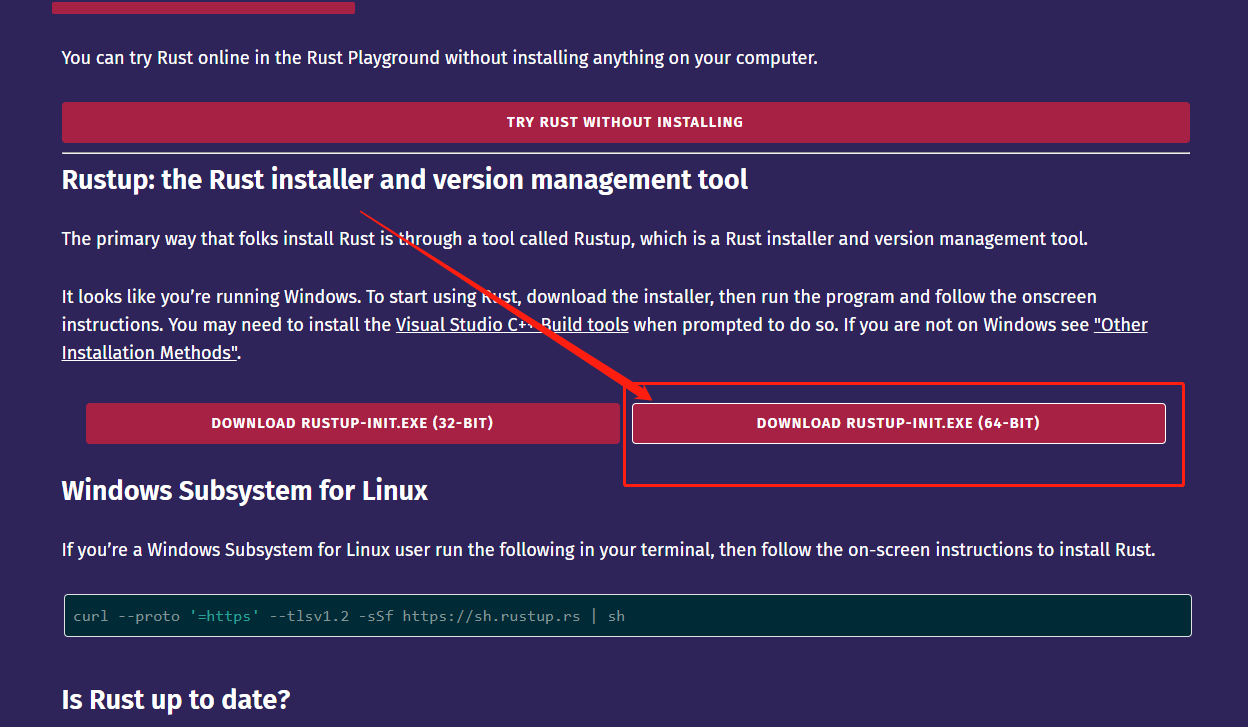 You can try Rust online in the Rust Playground without installing anything on your computer.
TRY RUST WITHOUT INSTALLING
Rustup: the Rust installer and version management tool
The primary way that folks install Rust is through a tool called Rustup, which is a Rust installer and version management tool.
It looks like you’re running Windows. To start using Rust, download the installer, then run the program and follow the onscreen
instructions. You may need to install the Visual Studio C++ Build tools when prompted to do so. If you are not on Windows see "Other
Installation Methods".
DOWNLOAD RUSTUP-INIT.EXE (32-BIT)
DOWNLOAD RUSTUP-INIT.EXE (64-BIT)
Windows Subsystem for Linux
If you’re a Windows Subsystem for Linux user run the following in your terminal, then follow the on-screen instructions to install Rust.
curl --proto '=https' --tlsv1.2 -sSf https://sh.rustup.rs | sh
Is Rust up to date?